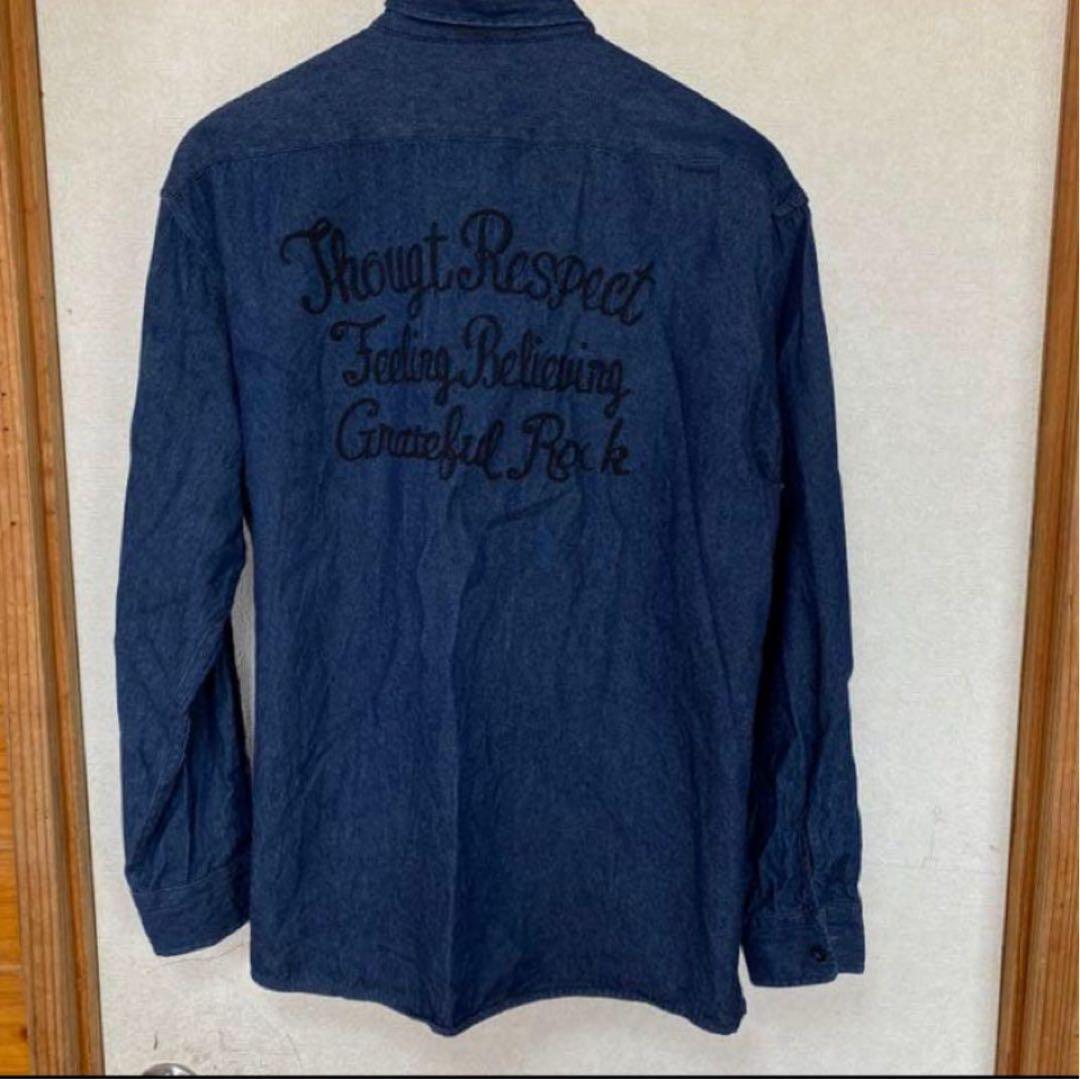 Thougt Respect
Feeling Believing
Grateful Rock